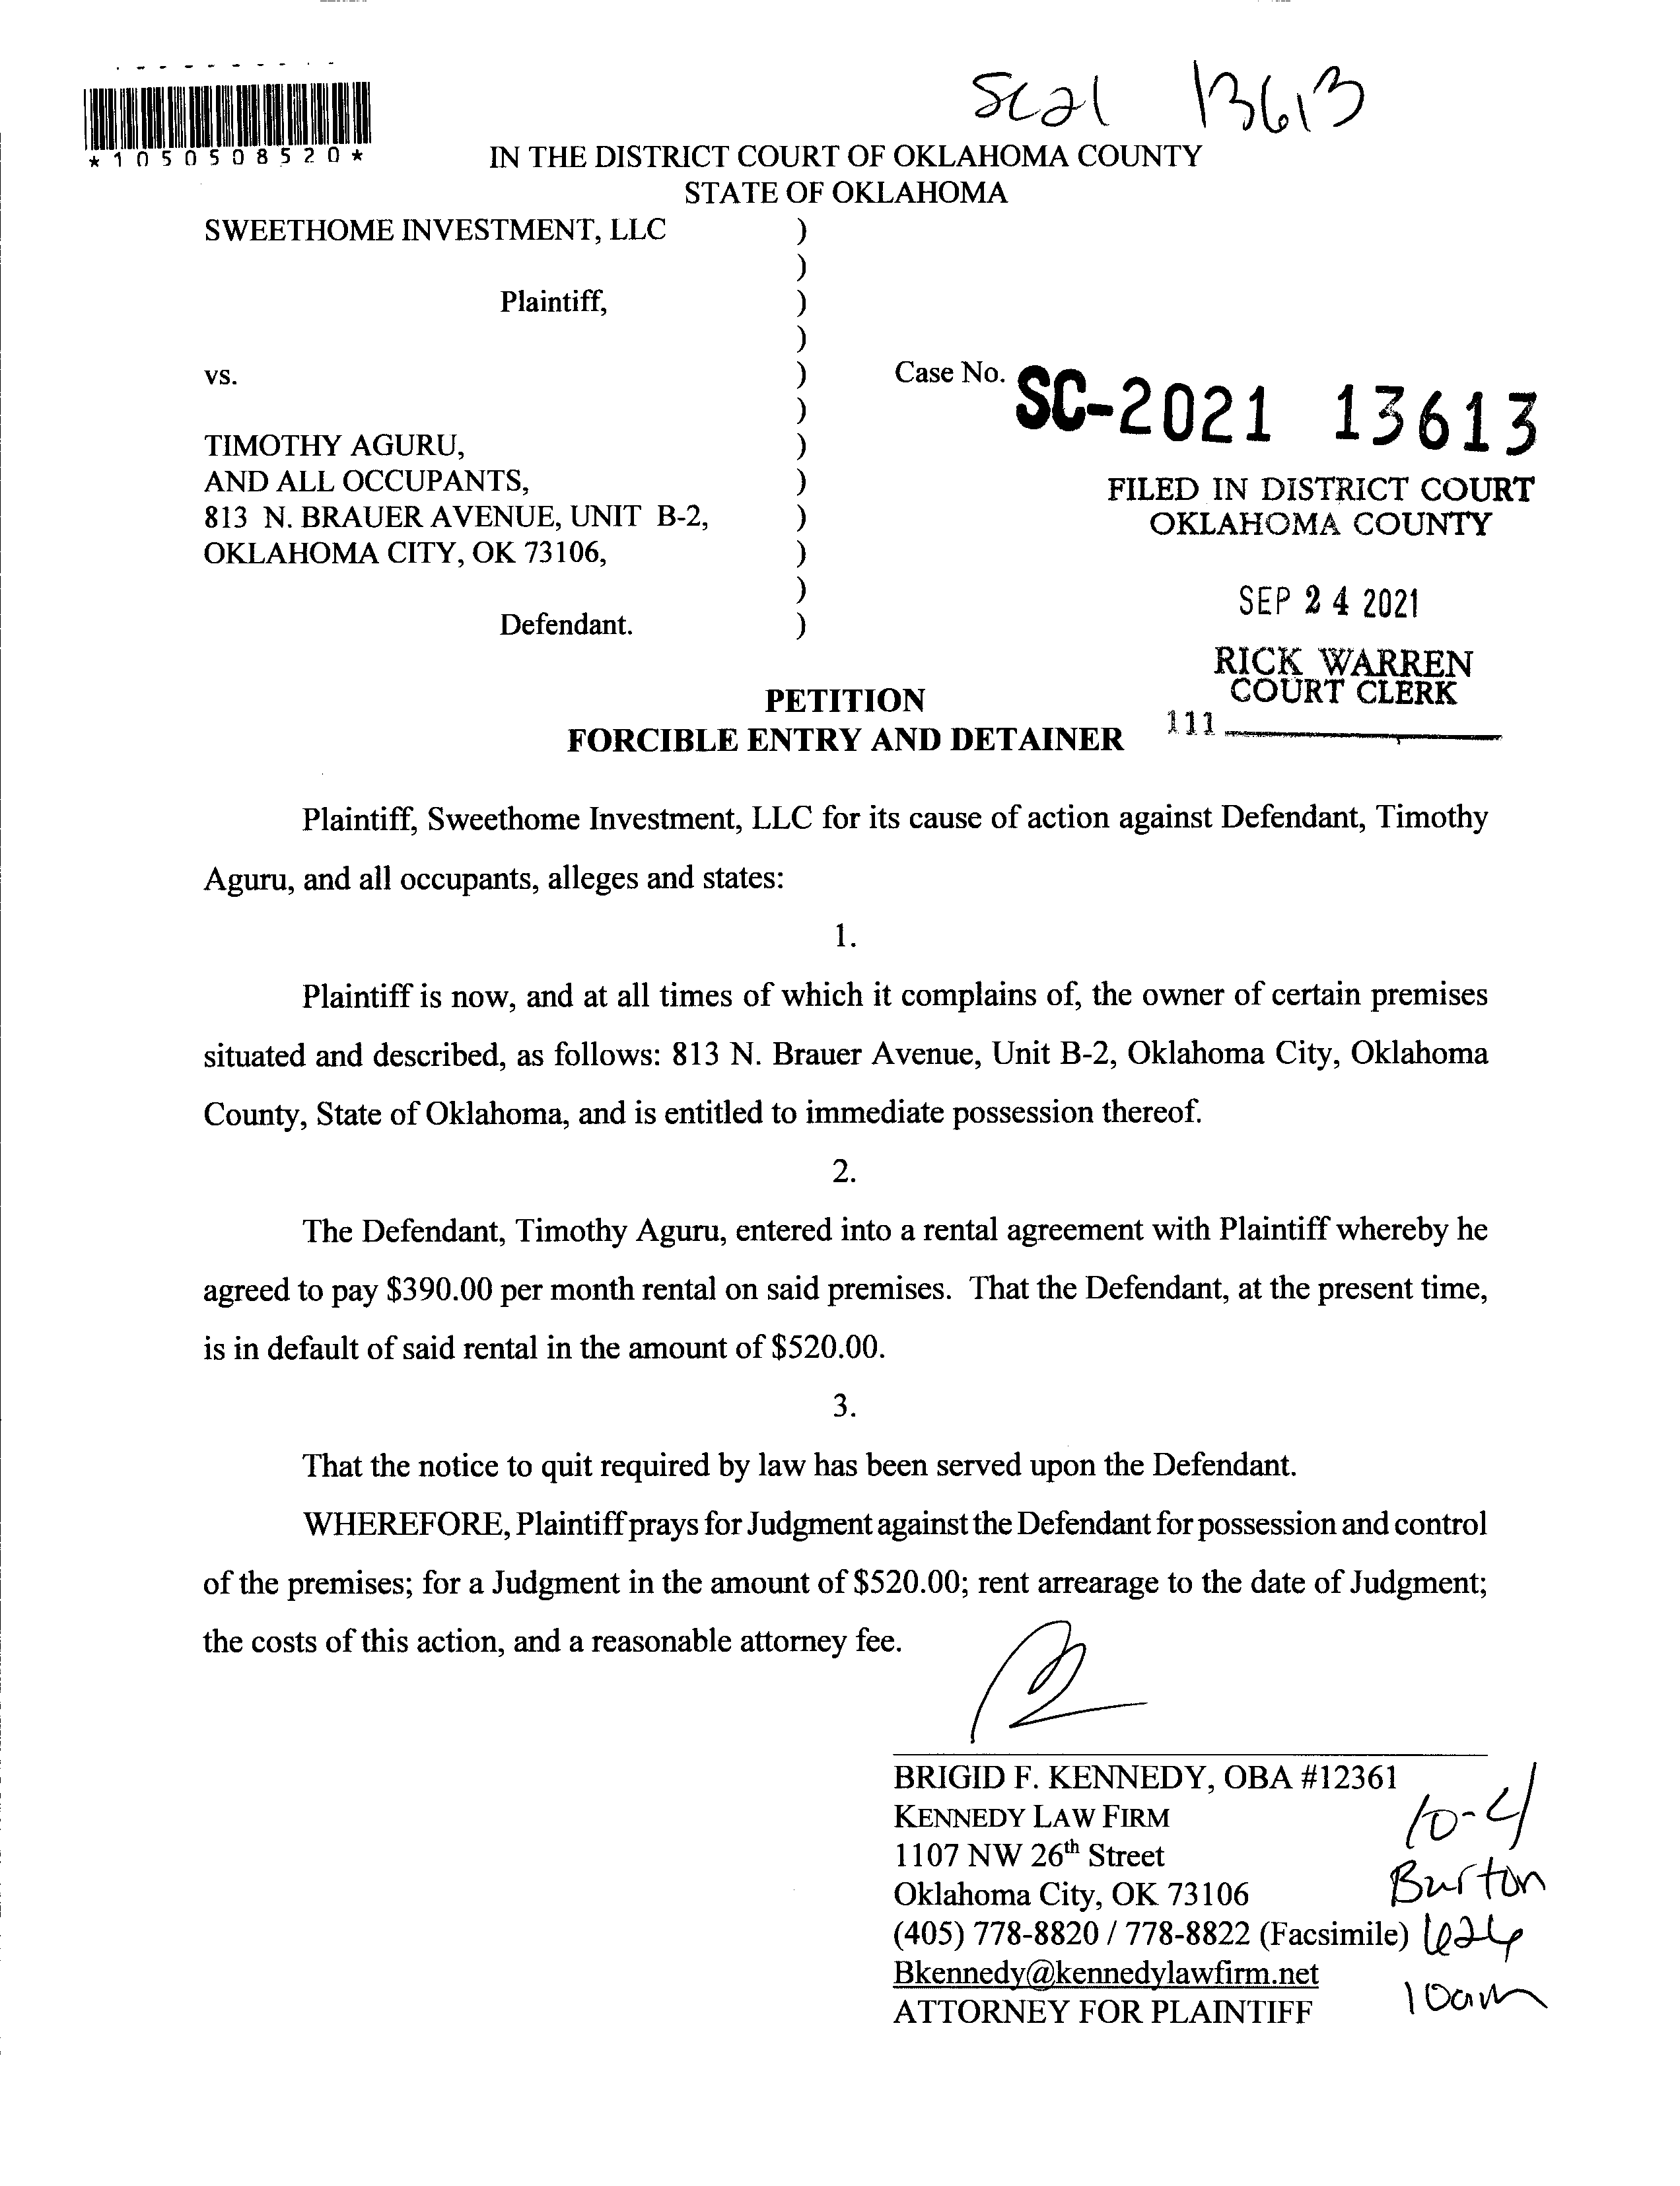 Sc21 13613
*1050508520*
IN THE DISTRICT COURT OF OKLAHOMA COUNTY
STATE OF OKLAHOMA
SWEETHOME INVESTMENT, LLC )
)
Plaintiff, )
)
vs. ) Case No. SC-2021 13613
)
TIMOTHY AGURU, )
AND ALL OCCUPANTS, ) FILED IN DISTRICT COURT
813 N. BRAUER AVENUE, UNIT B-2, ) OKLAHOMA COUNTY
OKLAHOMA CITY, OK 73106, )
) SEP 24 2021
Defendant. )
RICK WARREN
COURT CLERK
PETITION
111
FORCIBLE ENTRY AND DETAINER
Plaintiff, Sweethome Investment, LLC for its cause of action against Defendant, Timothy
Aguru, and all occupants, alleges and states:
1.
Plaintiff is now, and at all times of which it complains of, the owner of certain premises
situated and described, as follows: 813 N. Brauer Avenue, Unit B-2, Oklahoma City, Oklahoma
County, State of Oklahoma, and is entitled to immediate possession thereof.
2.
The Defendant, Timothy Aguru, entered into a rental agreement with Plaintiff whereby he
agreed to pay $390.00 per month rental on said premises. That the Defendant, at the present time,
is in default of said rental in the amount of $520.00.
3.
That the notice to quit required by law has been served upon the Defendant.
WHEREFORE, Plaintiff prays for Judgment against the Defendant for possession and control
of the premises; for a Judgment in the amount of $520.00; rent arrearage to the date of Judgment;
the costs of this action, and a reasonable attorney fee.
BRIGID F. KENNEDY, OBA #12361
KENNEDY LAW FIRM
10-4
1107 NW 26th Street
Oklahoma City, OK 73106
Burton
(405) 778-8820 / 778-8822 (Facsimile)
Bkennedy@kennedylawfirm.net
10am
ATTORNEY FOR PLAINTIFF